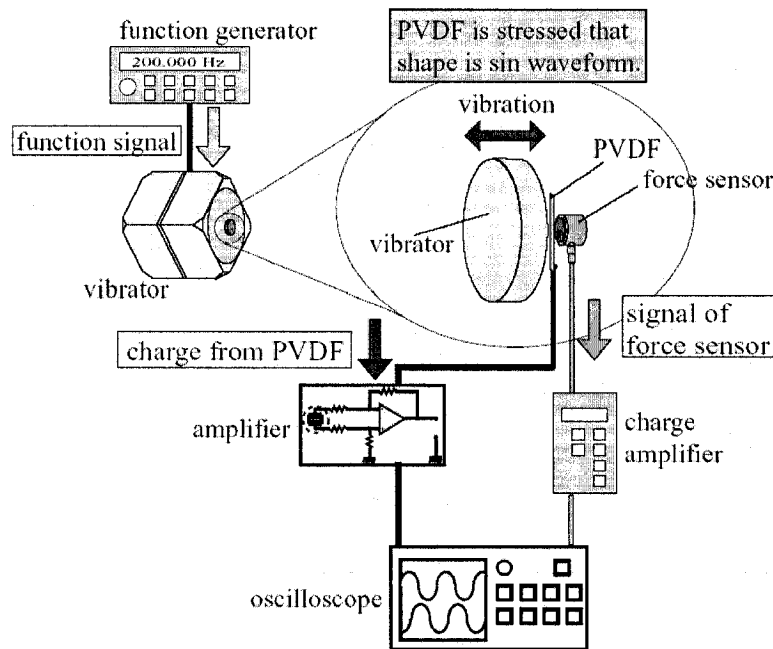 function generator
200.000 Hz
function signal
vibrator
PVDF is stressed that
shape is sin waveform.
vibration
PVDF
force sensor
vibrator
charge from PVDF
signal of
force sensor
amplifier
charge
amplifier
oscilloscope